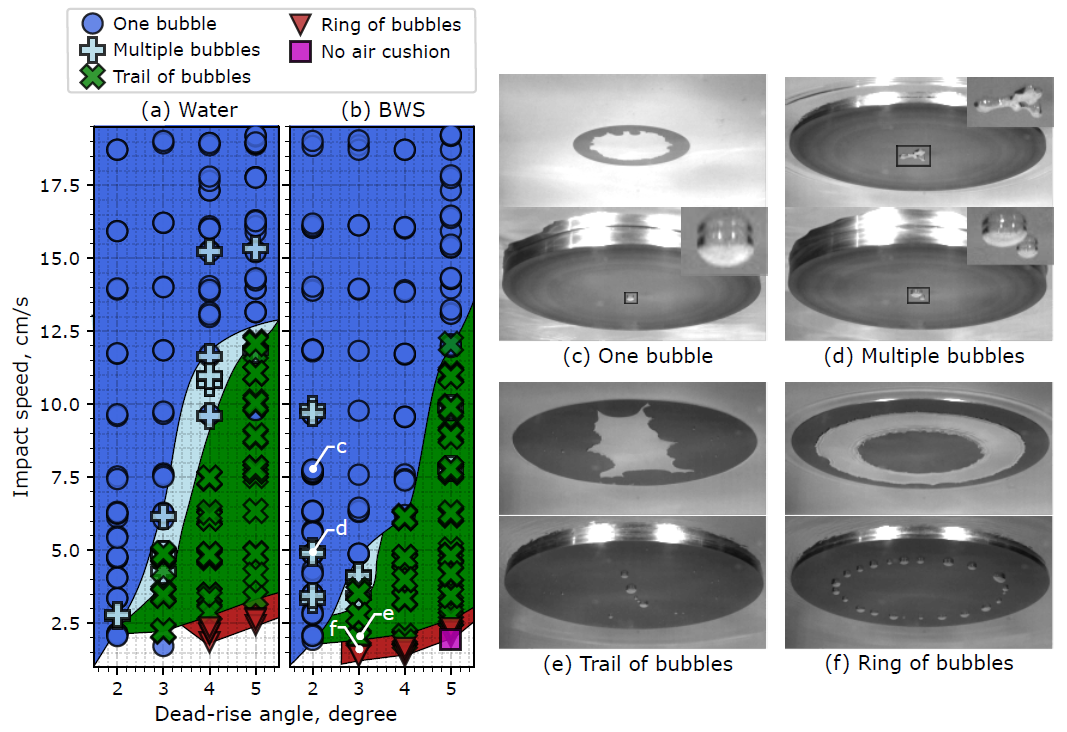 One bubble
Multiple bubbles
Trail of bubbles
Ring of bubbles
No air cushion
(a) Water
(b) BWS
Impact speed, cm/s
17.5
15.0
12.5
10.0
7.5
5.0
2.5
c
d
e
f
2 3 4 5
2 3 4 5
Dead-rise angle, degree
(c) One bubble
(d) Multiple bubbles
(e) Trail of bubbles
(f) Ring of bubbles